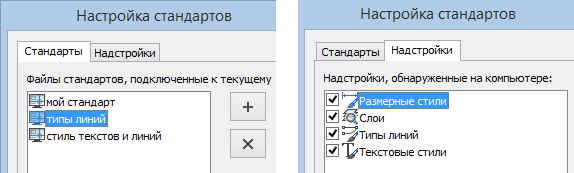 Настройка стандартов
Стандарты Надстройки
Файлы стандартов, подключенные к текущему
мой стандарт
типы линий
стиль текстов и линий
Настройка стандартов
Стандарты Надстройки
Надстройки, обнаруженные на компьютере:
Размерные стили
Слои
Типы линий
Текстовые стили